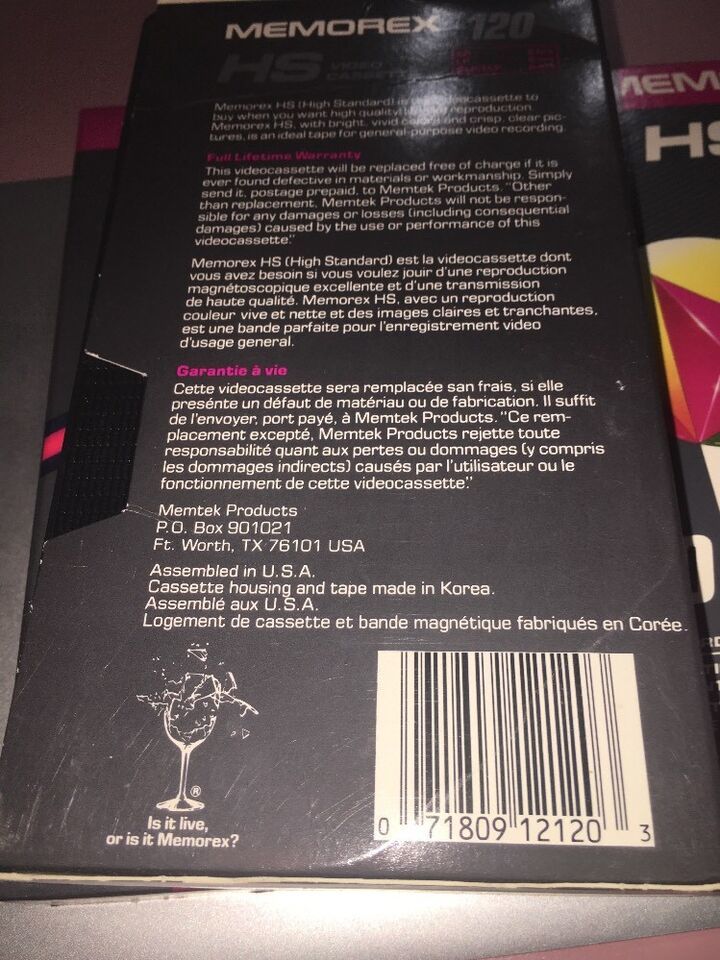 MEMOREX 120
HS VIDEO
CASSETTE
Memorex HS (High Standard) is the videocassette to
buy when you want high quality video reproduction.
Memorex HS, with bright, vivid colors and crisp, clear pic-
tures, is an ideal tape for general-purpose video recording.
Full Lifetime Warranty
This videocassette will be replaced free of charge if it is
ever found defective in materials or workmanship. Simply
send it, postage prepaid, to Memtek Products. "Other
than replacement, Memtek Products will not be respon-
sible for any damages or losses (including consequential
damages) caused by the use or performance of this
videocassette."
Memorex HS (High Standard) est la videocassette dont
vous avez besoin si vous voulez jouir d'une reproduction
magnétoscopique excellente et d'une transmission
de haute qualité. Memorex HS, avec un reproduction
couleur vive et nette et des images claires et tranchantes,
est une bande parfaite pour l'enregistrement video
d'usage general.
Garantie à vie
Cette videocassette sera remplacée san frais, si elle
presénte un défaut de matériau ou de fabrication. Il suffit
de l'envoyer, port payé, à Memtek Products. "Ce rem-
placement excepté, Memtek Products rejette toute
responsabilité quant aux pertes ou dommages (y compris
les dommages indirects) causés par l'utilisateur ou le
fonctionnement de cette videocassette."
Memtek Products
P.O. Box 901021
Ft. Worth, TX 76101 USA
Assembled in U.S.A.
Cassette housing and tape made in Korea.
Assemblé aux U.S.A.
Logement de cassette et bande magnétique fabriqués en Corée.
®
Is it live,
or is it Memorex?
0 71809 12120 3
MEM
HS